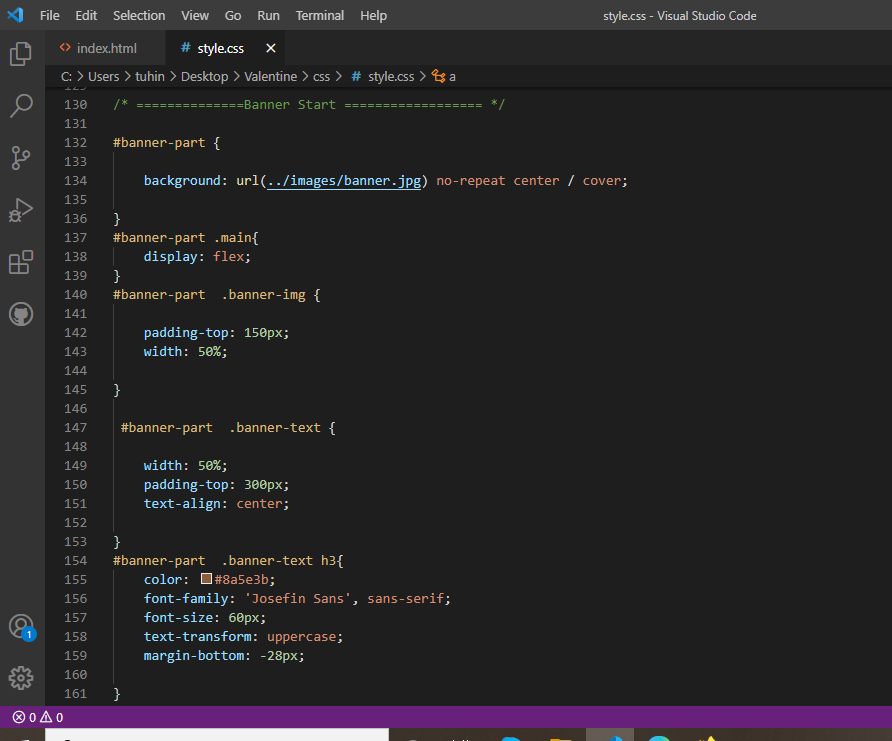 File Edit Selection View Go Run Terminal Help style.css - Visual Studio Code
<> index.html # style.css ×
C: > Users > tuhin > Desktop > Valentine > css > # style.css > a
130 /* ==============Banner Start ================== */
131
132 #banner-part {
133
134 background: url(../images/banner.jpg) no-repeat center / cover;
135
136 }
137 #banner-part .main{
138 display: flex;
139 }
140 #banner-part  .banner-img {
141
142 padding-top: 150px;
143 width: 50%;
144
145 }
146
147 #banner-part  .banner-text {
148
149 width: 50%;
150 padding-top: 300px;
151 text-align: center;
152
153 }
154 #banner-part  .banner-text h3{
155 color: #8a5e3b;
156 font-family: 'Josefin Sans', sans-serif;
157 font-size: 60px;
158 text-transform: uppercase;
159 margin-bottom: -28px;
160
161 }
1
0 0